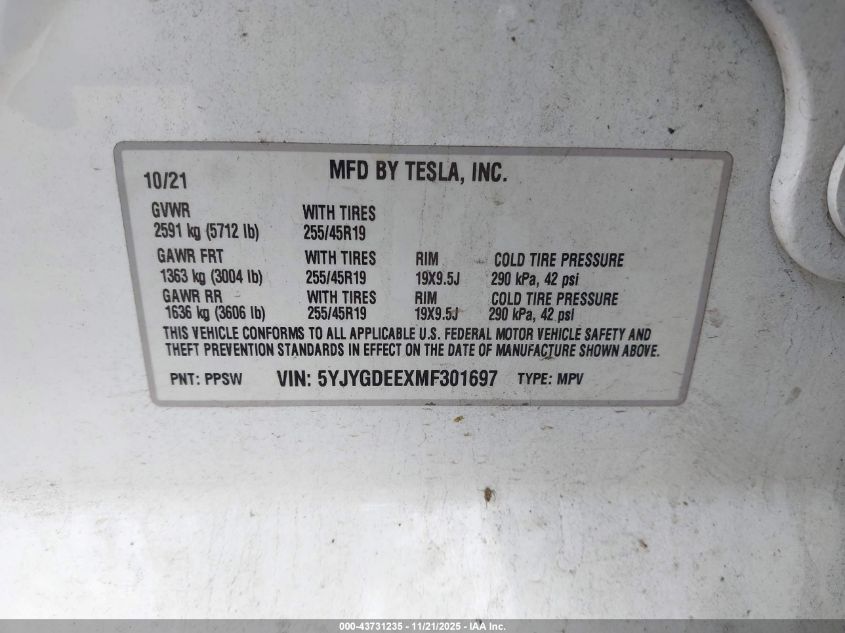 MFD BY TESLA, INC.
10/21
GVWR WITH TIRES
2591 kg (5712 lb) 255/45R19
GAWR FRT WITH TIRES RIM COLD TIRE PRESSURE
1363 kg (3004 lb) 255/45R19 19X9.5J 290 kPa, 42 psi
GAWR RR WITH TIRES RIM COLD TIRE PRESSURE
1636 kg (3606 lb) 255/45R19 19X9.5J 290 kPa, 42 psi
THIS VEHICLE CONFORMS TO ALL APPLICABLE U.S. FEDERAL MOTOR VEHICLE SAFETY AND
THEFT PREVENTION STANDARDS IN EFFECT ON THE DATE OF MANUFACTURE SHOWN ABOVE.
PNT: PPSW VIN: 5YJYGDEEXMF301697 TYPE: MPV
000-43731235 - 11/21/2025 - IAA Inc.